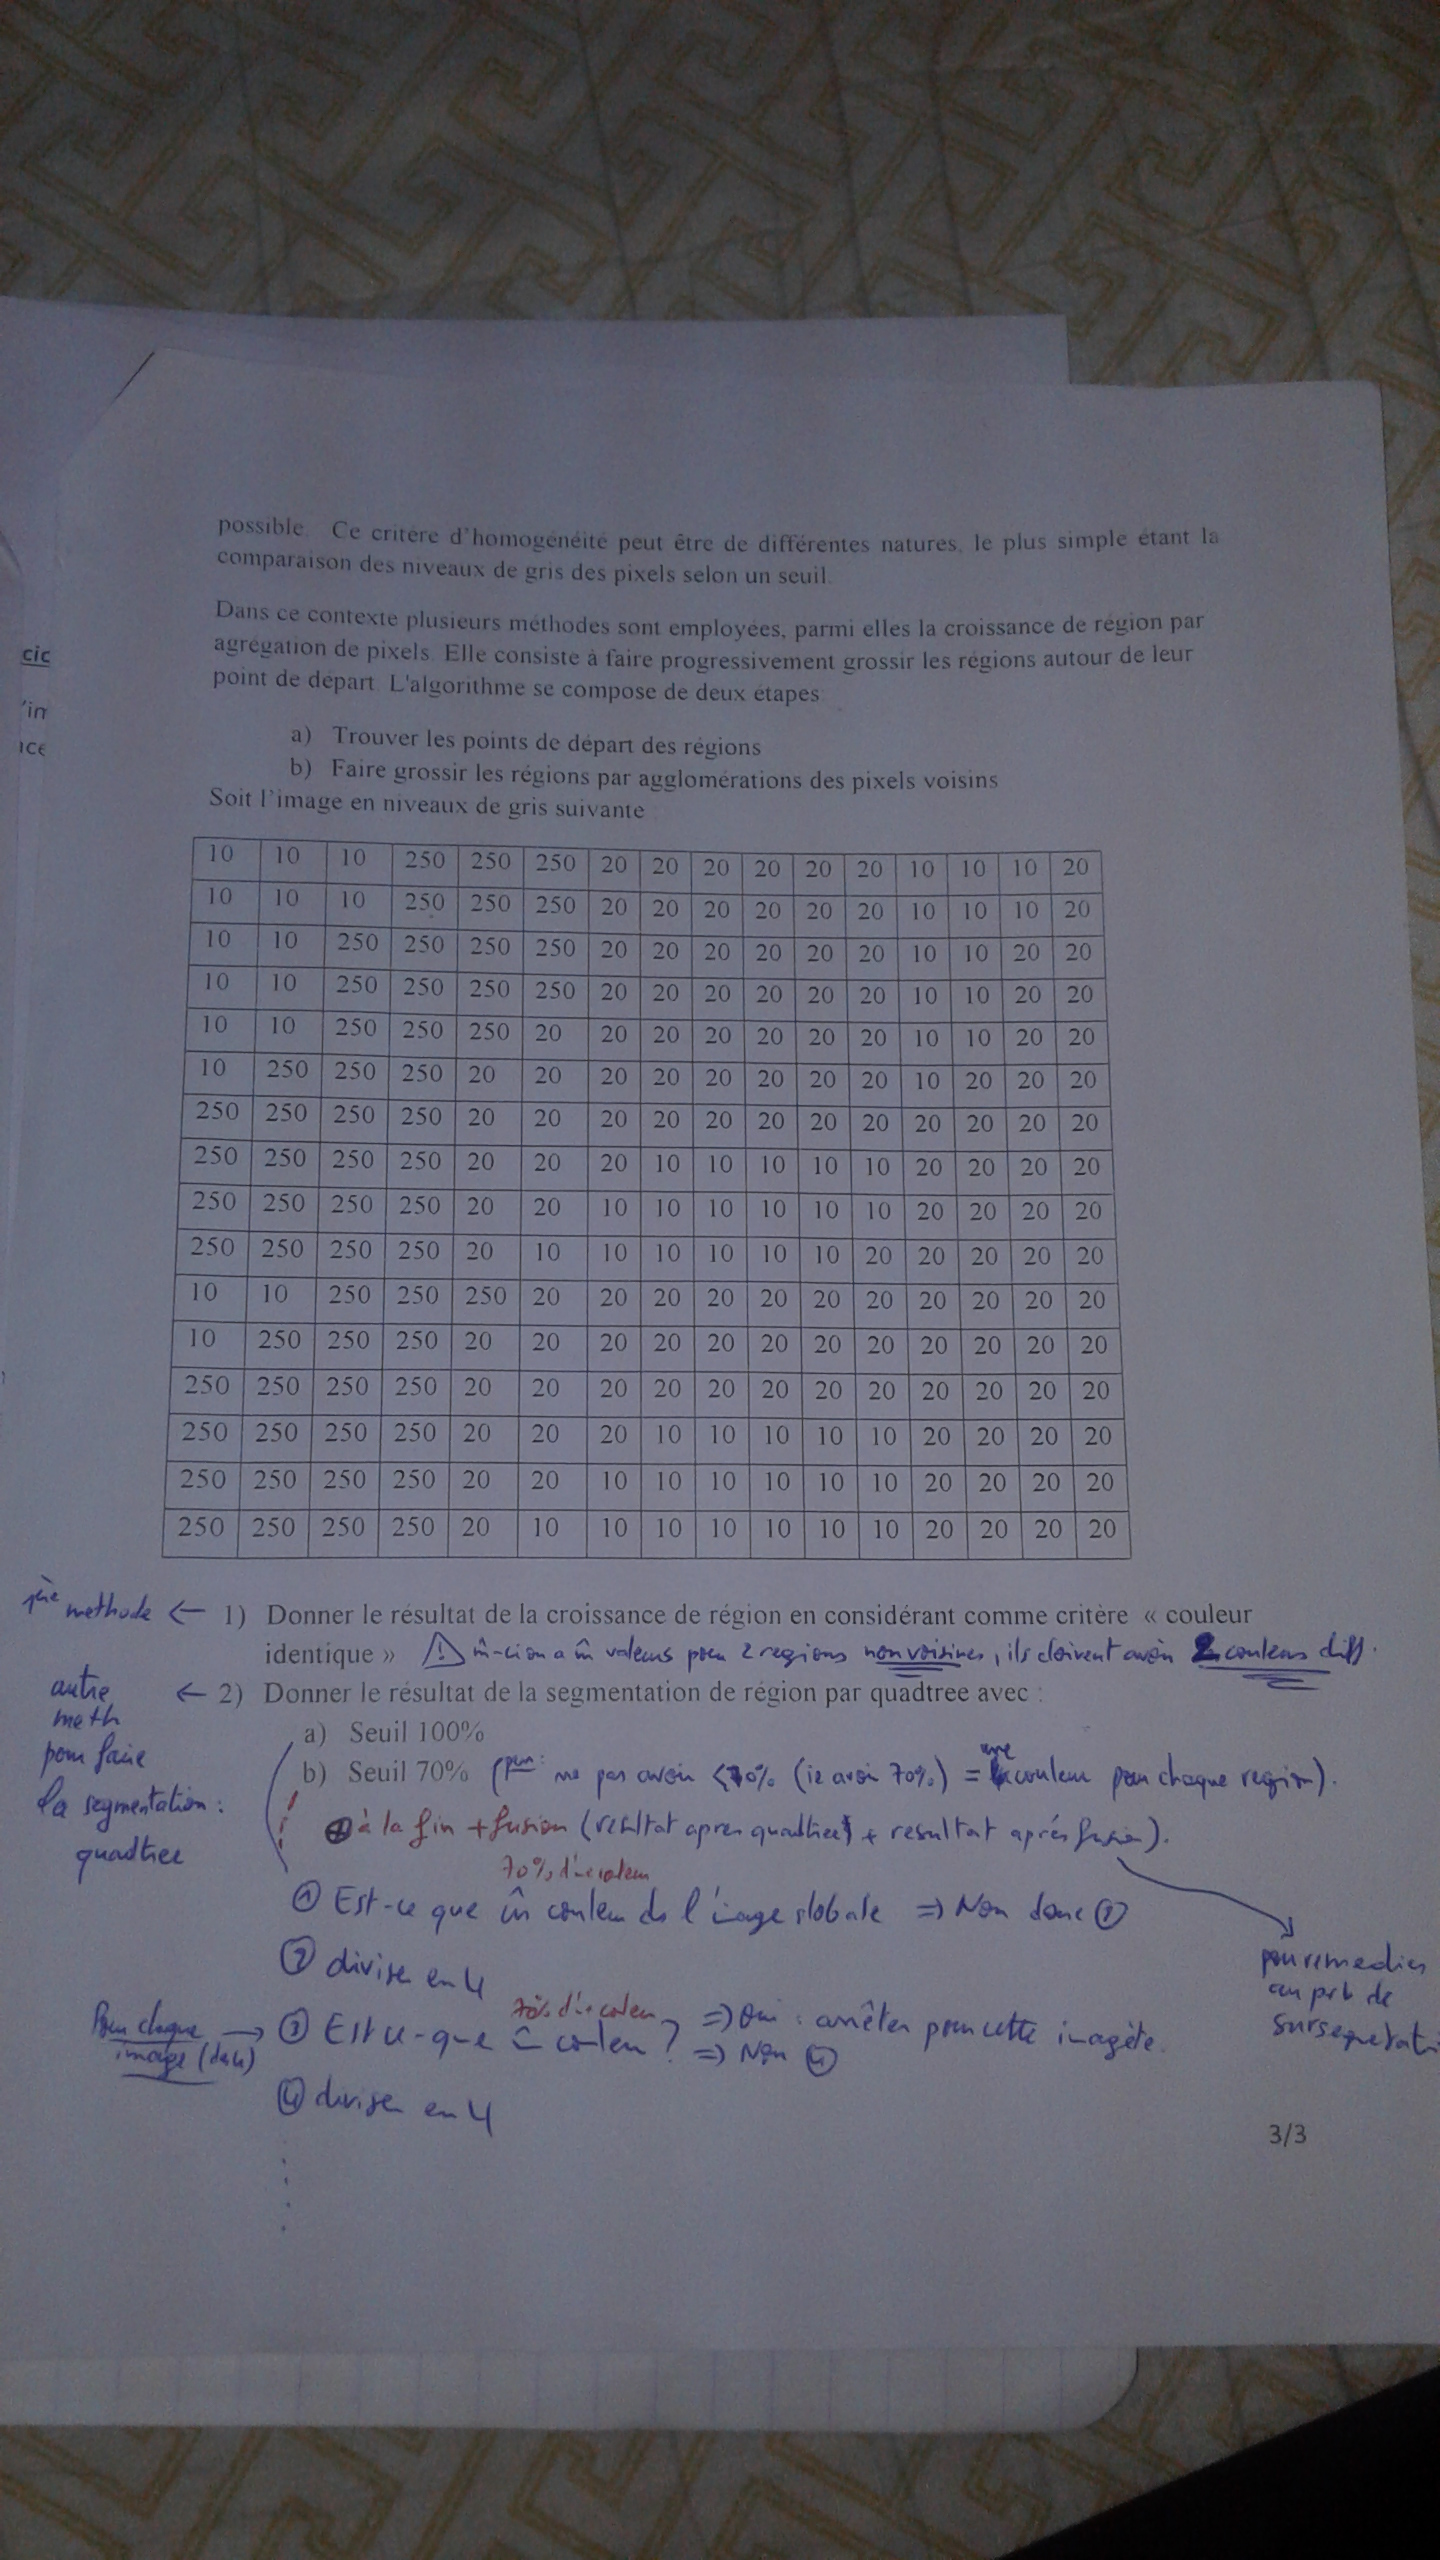 possible. Ce critère d'homogénéité peut être de différentes natures, le plus simple étant la
comparaison des niveaux de gris des pixels selon un seuil.
Dans ce contexte plusieurs méthodes sont employées, parmi elles la croissance de région par
agrégation de pixels. Elle consiste à faire progressivement grossir les régions autour de leur
point de départ. L'algorithme se compose de deux étapes
cic
a) Trouver les points de départ des régions
b) Faire grossir les régions par agglomérations des pixels voisins
Soit l'image en niveaux de gris suivante
10 10 10 250 250 250 20 20 20 20 20 20 10 10 10 20
10 10 10 250 250 250 20 20 20 20 20 20 10 10 10 20
10 10 250 250 250 250 20 20 20 20 20 20 10 10 20 20
10 10 250 250 250 250 20 20 20 20 20 20 10 10 20 20
10 10 250 250 250 20 20 20 20 20 20 20 10 10 20 20
10 250 250 250 20 20 20 20 20 20 20 20 10 20 20 20
250 250 250 250 20 20 20 20 20 20 20 20 20 20 20 20
250 250 250 250 20 20 20 10 10 10 10 10 20 20 20 20
250 250 250 250 20 20 10 10 10 10 10 10 20 20 20 20
250 250 250 250 20 10 10 10 10 10 10 20 20 20 20 20
10 10 250 250 250 20 20 20 20 20 20 20 20 20 20 20
10 250 250 250 20 20 20 20 20 20 20 20 20 20 20 20
250 250 250 250 20 20 20 20 20 20 20 20 20 20 20 20
250 250 250 250 20 20 20 10 10 10 10 10 20 20 20 20
250 250 250 250 20 20 10 10 10 10 10 10 20 20 20 20
250 250 250 250 20 10 10 10 10 10 10 10 20 20 20 20
1ère methode ← 1) Donner le résultat de la croissance de région en considérant comme critère « couleur
identique » ⚠ valeurs pour 2 regions non voisines, ils doivent avoir 2 couleurs diff.
autre ← 2) Donner le résultat de la segmentation de région par quadtree avec :
meth
pour faire
la segmentation :
quadtree
a) Seuil 100%
b) Seuil 70% ( ne pas avoir <70% (ie avoir 70%) = une couleur pour chaque region).
⊕ à la fin + fusion (resultat apres quadtree + resultat après fusion).
70% d'1 couleur
① Est-ce que m̂ couleur ds l'image globale ⇒ Non donc ②
② diviser en 4
pour remedier
au prb de
70% d'1 couleur
Pour chaque image → ③ Est ce-que m̂ couleur ? ⇒ Oui : arrêter pour cette imagète.
⇒ Non ④
④ diviser en 4
3/3